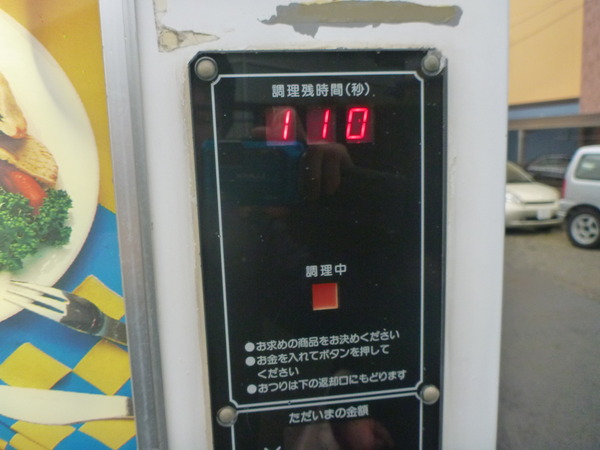 調理残時間(秒)
110
調理中
●お求めの商品をお決めください
●お金を入れてボタンを押して
ください
●おつりは下の返却口にもどります
ただいまの金額